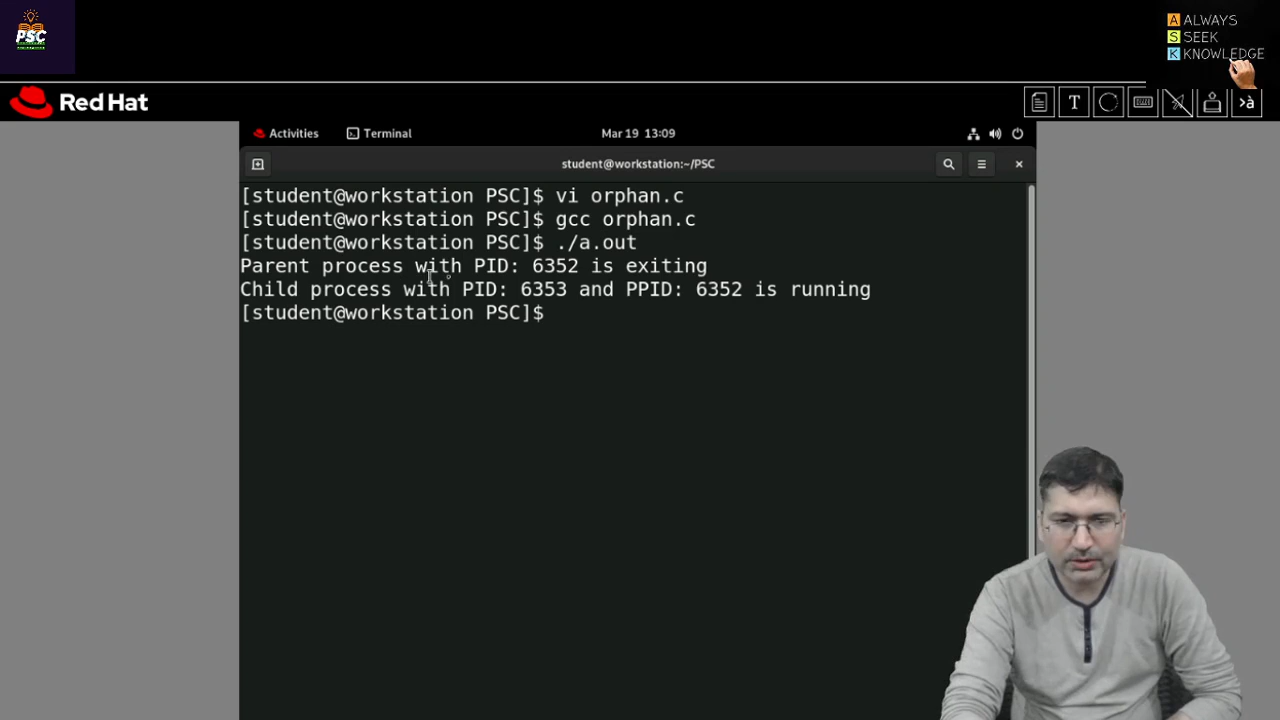 PSC
A ALWAYS
S SEEK
K KNOWLEDGE
Red Hat
T
›à
Activities
Terminal
Mar 19 13:09
student@workstation:~/PSC
[student@workstation PSC]$ vi orphan.c
[student@workstation PSC]$ gcc orphan.c
[student@workstation PSC]$ ./a.out
Parent process with PID: 6352 is exiting
Child process with PID: 6353 and PPID: 6352 is running
[student@workstation PSC]$